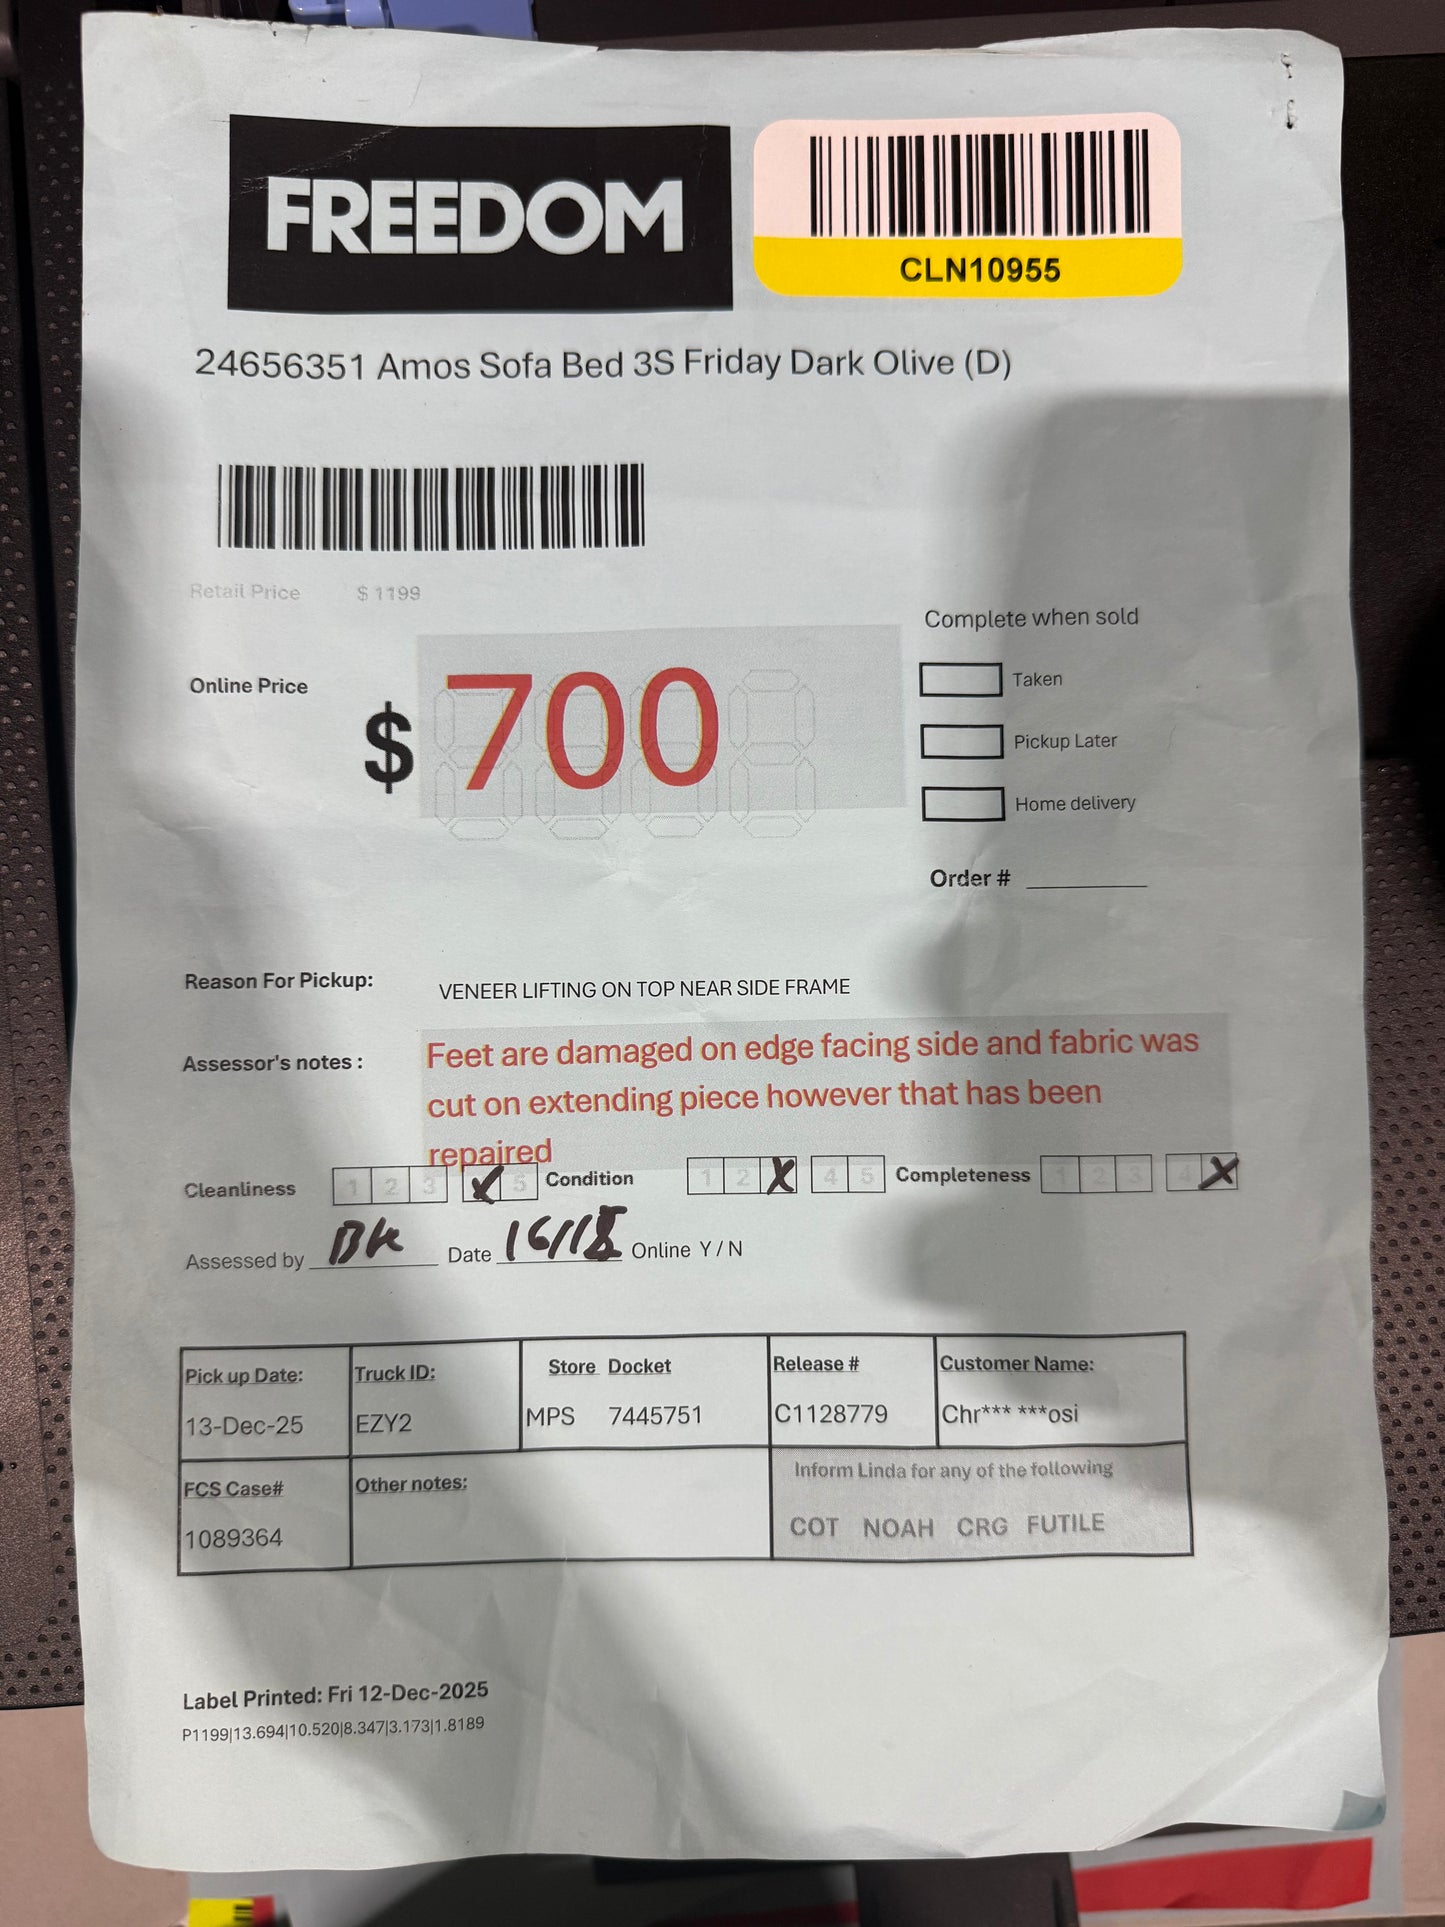 FREEDOM
CLN10955
24656351 Amos Sofa Bed 3S Friday Dark Olive (D)
Retail Price $ 1199
Complete when sold
Online Price $ 700
Taken
Pickup Later
Home delivery
Order #
Reason For Pickup: VENEER LIFTING ON TOP NEAR SIDE FRAME
Assessor's notes : Feet are damaged on edge facing side and fabric was
cut on extending piece however that has been
repaired
Cleanliness 1 2 3 5 Condition 1 2 X 4 5 Completeness 1 2 3 4 X
Assessed by BK Date Online Y / N
Pick up Date: Truck ID: Store Docket Release # Customer Name:
13-Dec-25 EZY2 MPS 7445751 C1128779 Chr*** ***osi
FCS Case# Other notes: Inform Linda for any of the following
1089364 COT NOAH CRG FUTILE
Label Printed: Fri 12-Dec-2025
P1199|13.694|10.520|8.347|3.173|1.8189